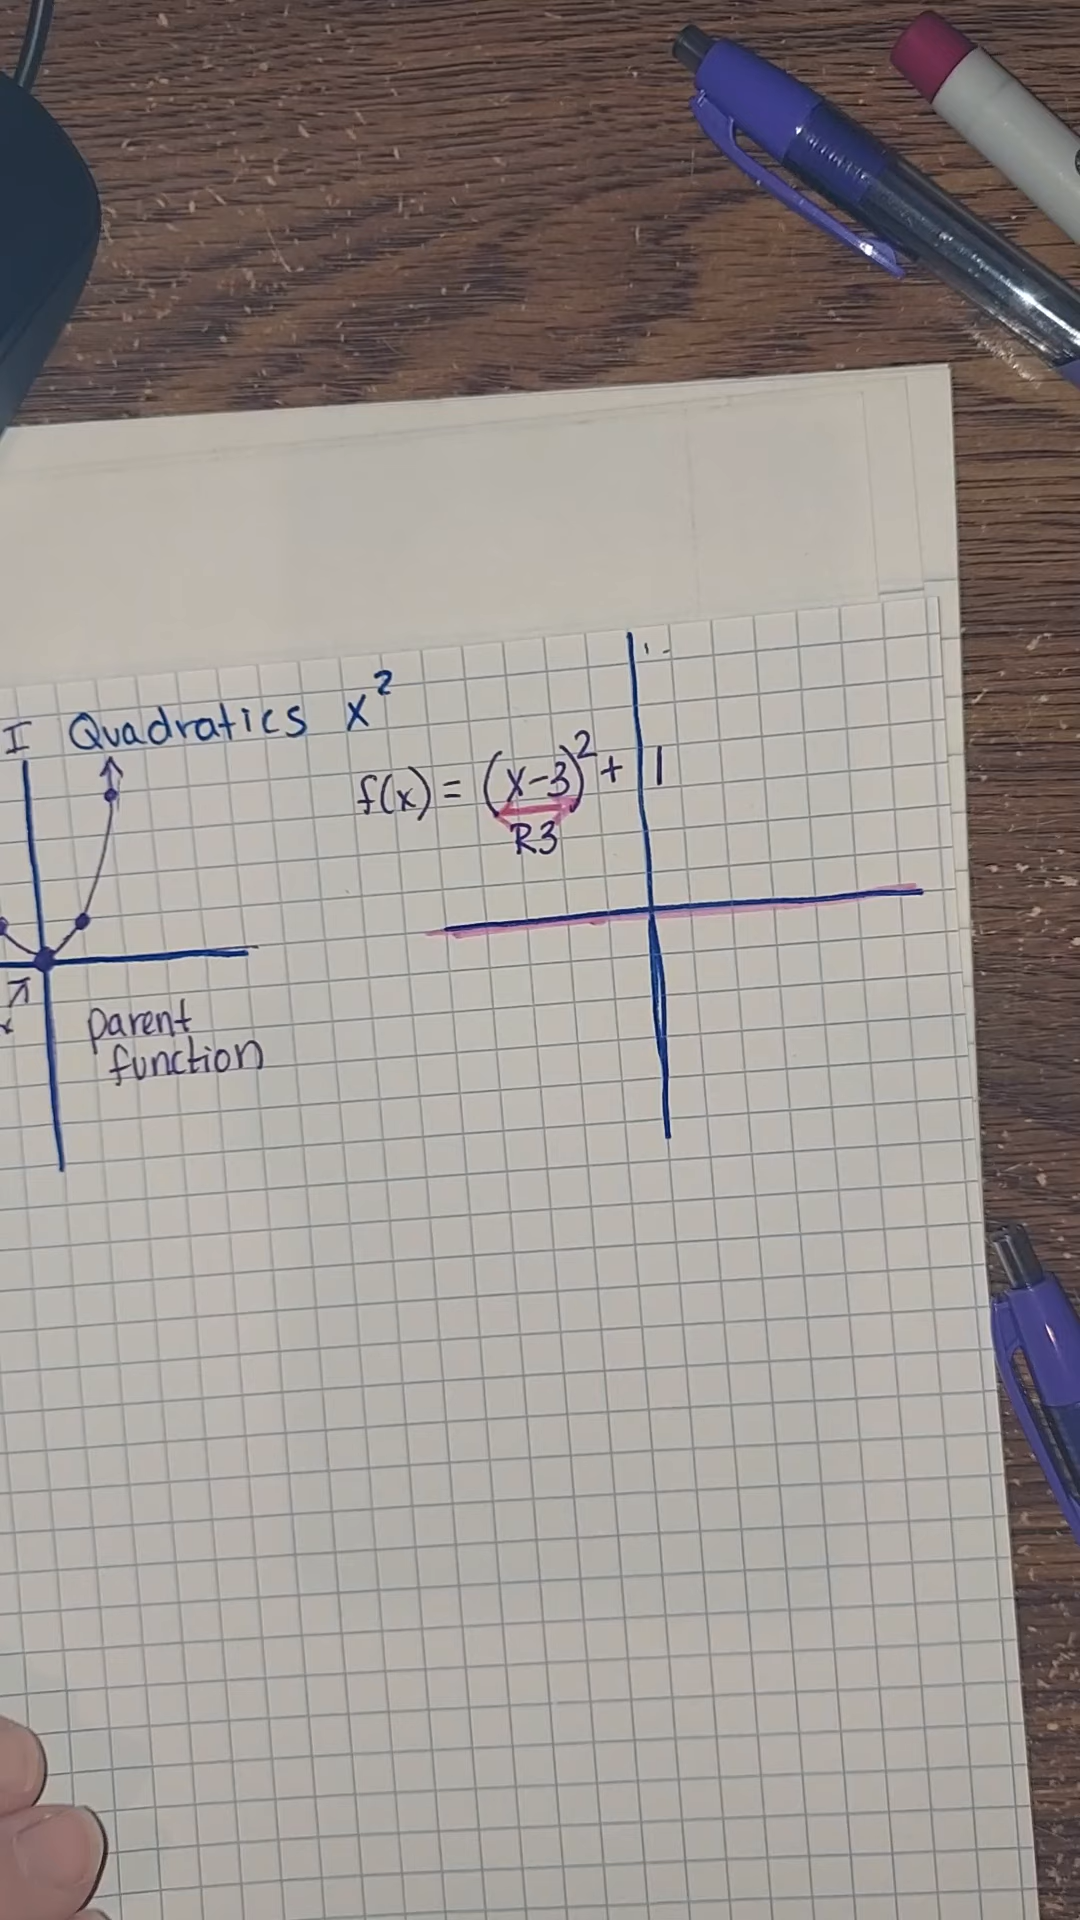 I Quadratics x²
f(x) = (x-3)² + 1
R3
parent
function